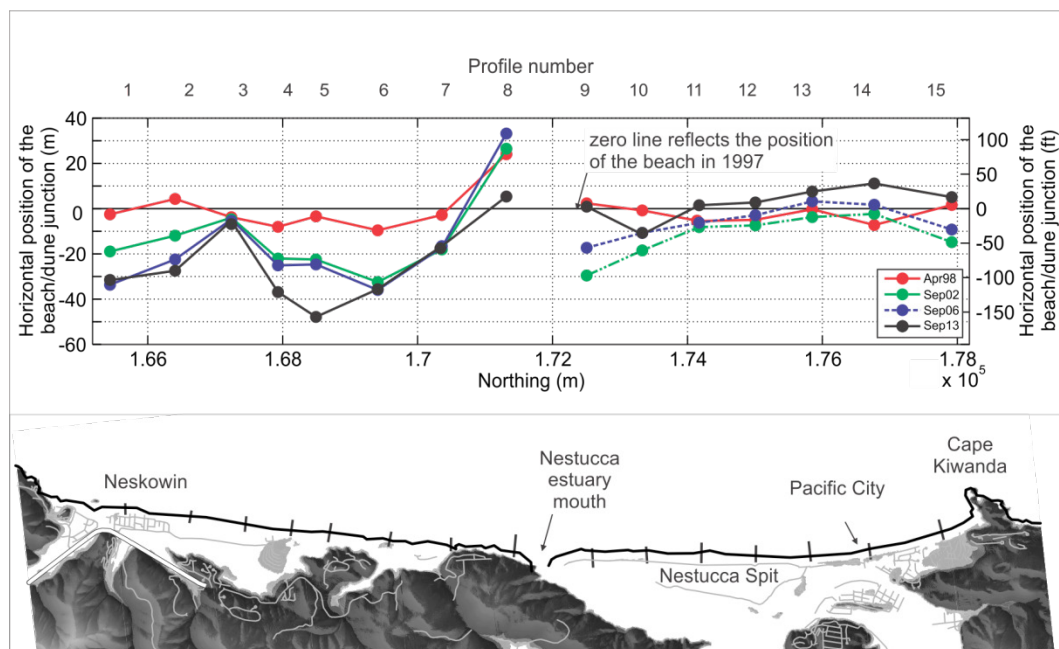 Profile number
1 2 3 4 5 6 7 8 9 10 11 12 13 14 15
Horizontal position of the
beach/dune junction (m)
40
20
0
-20
-40
-60
zero line reflects the position
of the beach in 1997
Apr98
Sep02
Sep06
Sep13
100
50
0
-50
-100
-150
Horizontal position of the
beach/dune junction (ft)
1.66 1.68 1.7 1.72 1.74 1.76 1.78
Northing (m)
x 10⁵
Neskowin
Nestucca
estuary
mouth
Pacific City
Cape
Kiwanda
Nestucca Spit